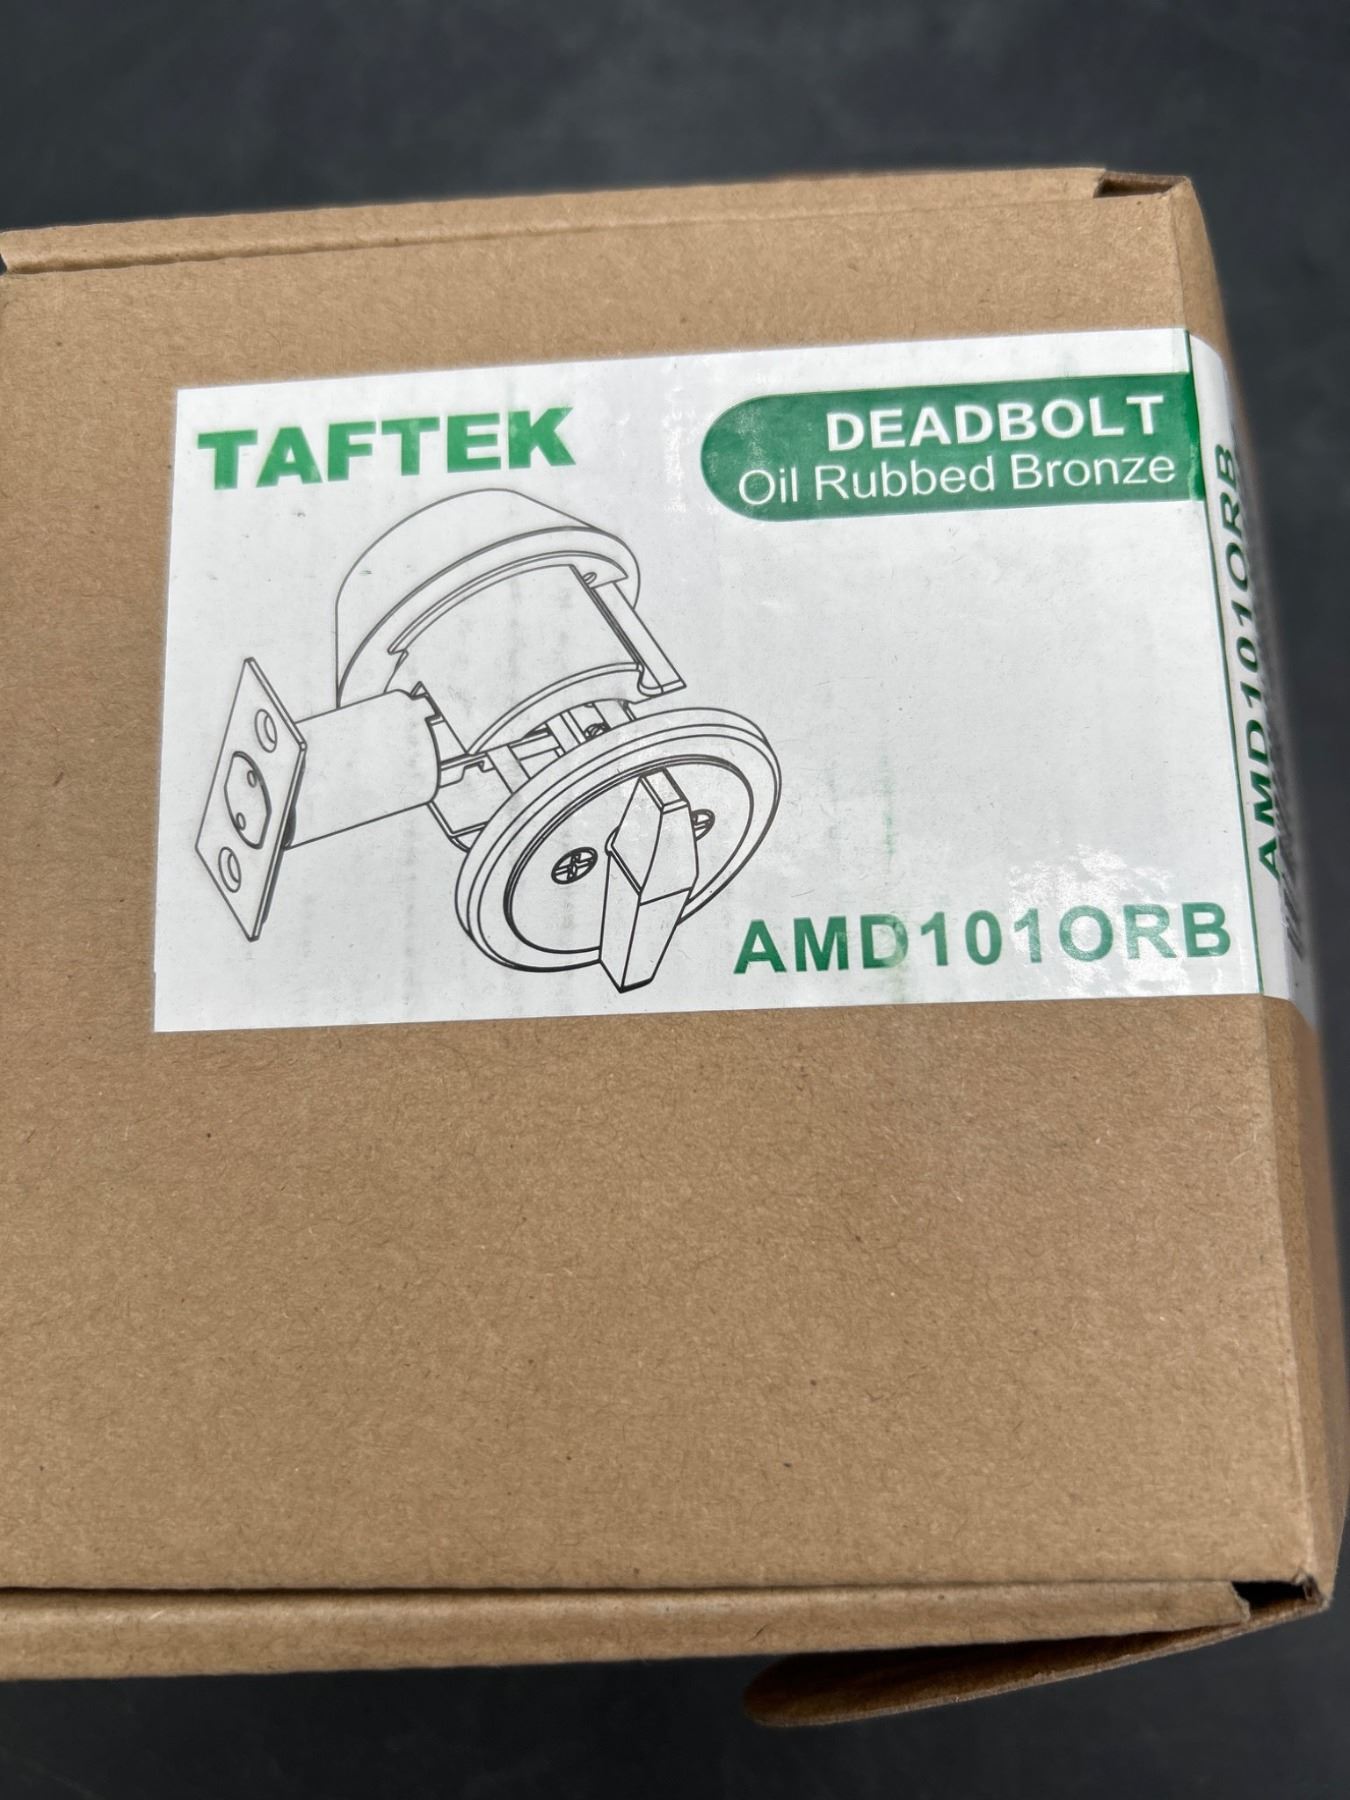 TAFTEK
DEADBOLT
Oil Rubbed Bronze
AMD101ORB
AMD101ORB